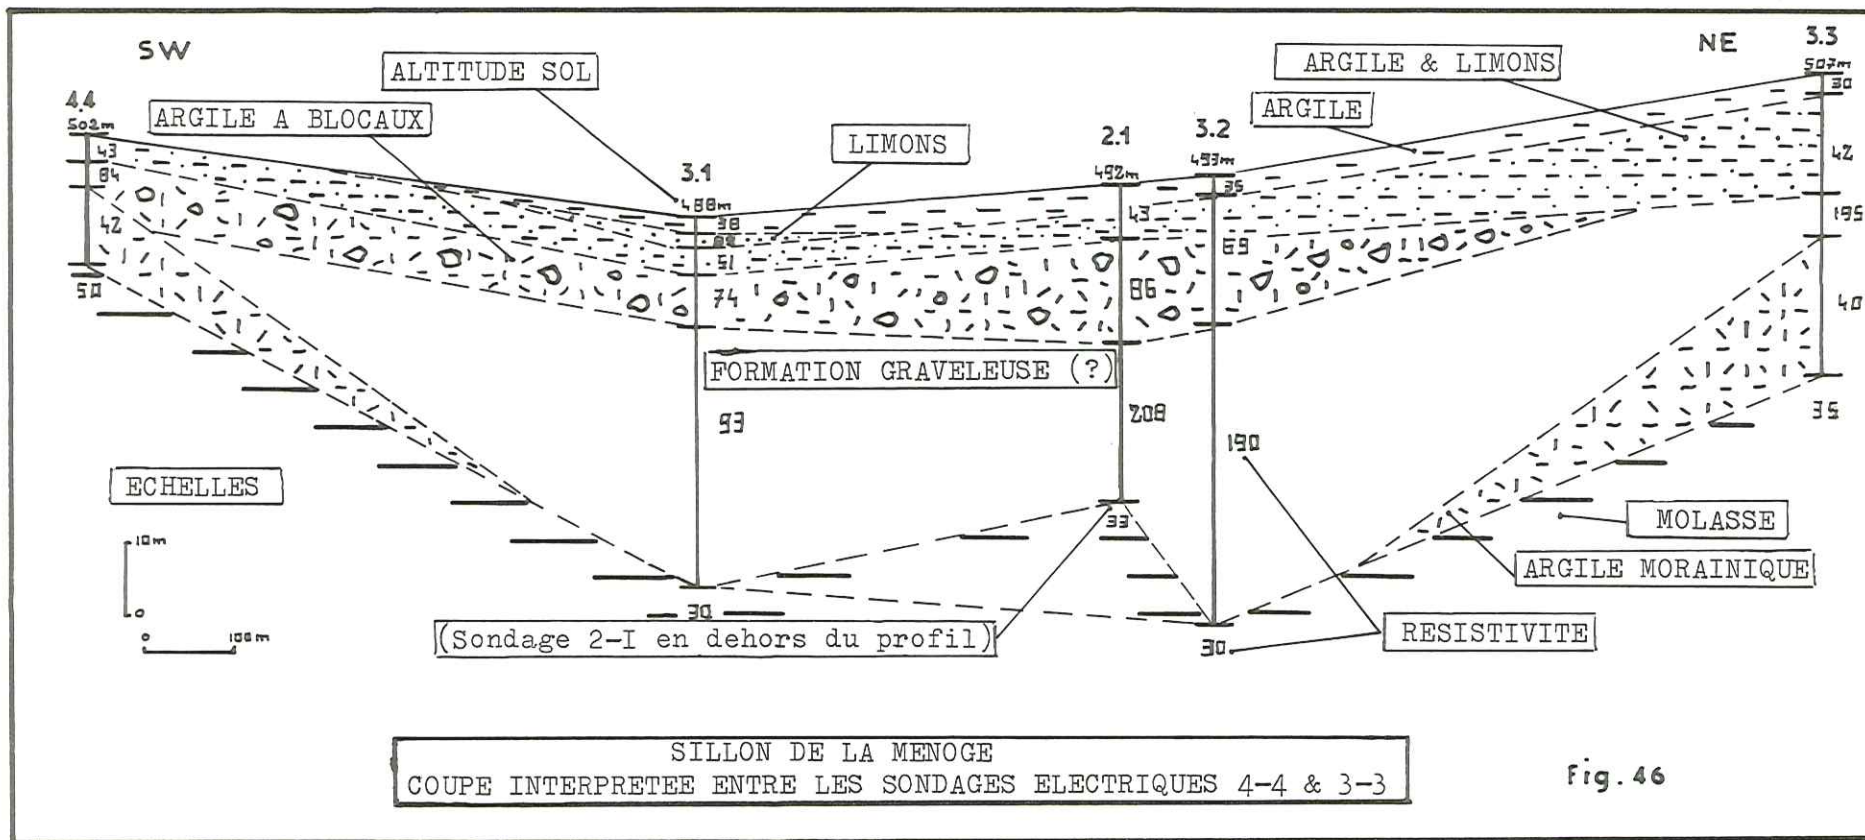 SW
NE
ALTITUDE SOL
ARGILE A BLOCAUX
LIMONS
ARGILE
ARGILE & LIMONS
4.4
502m
43
84
42
50
3.1
488m
38
51
74
93
30
2.1
492m
43
86
208
33
3.2
493m
35
69
190
30
3.3
507m
30
42
195
40
35
FORMATION GRAVELEUSE (?)
ECHELLES
10m
0
0
100m
(Sondage 2-I en dehors du profil)
MOLASSE
ARGILE MORAINIQUE
RESISTIVITE
SILLON DE LA MENOGE
COUPE INTERPRETEE ENTRE LES SONDAGES ELECTRIQUES 4-4 & 3-3
Fig. 46